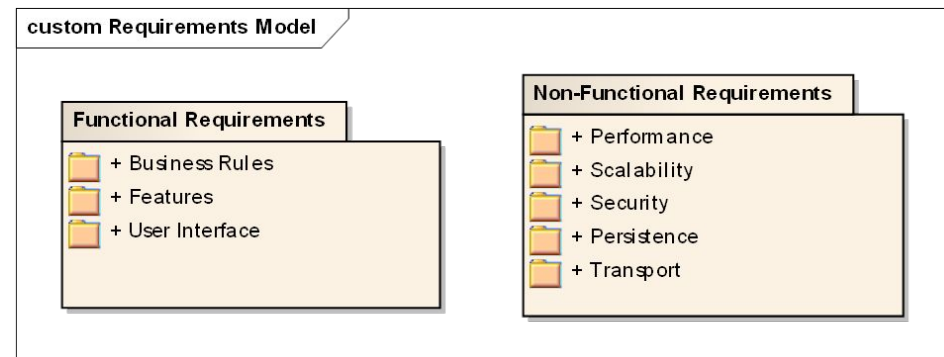 custom Requirements Model
Functional Requirements
+ Business Rules
+ Features
+ User Interface
Non-Functional Requirements
+ Performance
+ Scalability
+ Security
+ Persistence
+ Transport